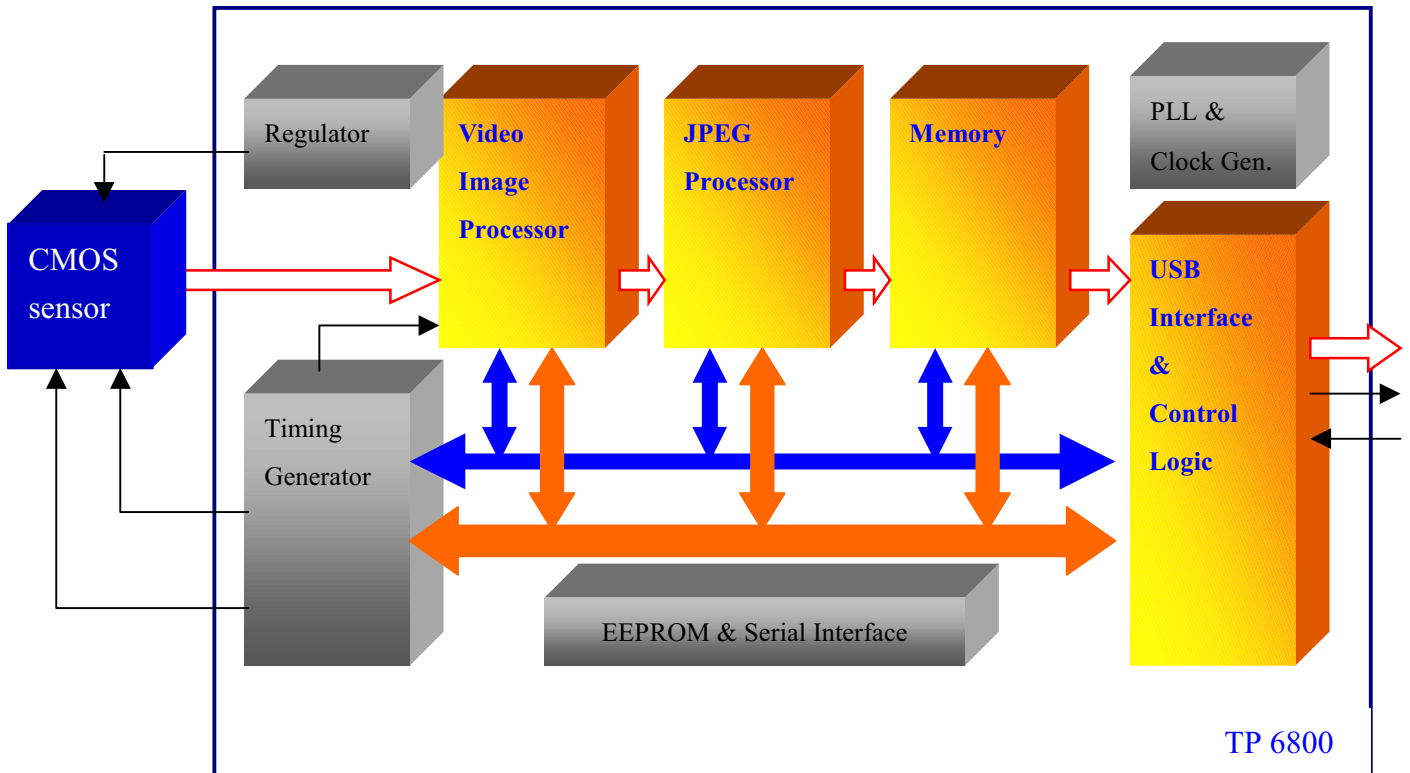 Regulator
Video
Image
Processor
JPEG
Processor
Memory
PLL &
Clock Gen.
CMOS
sensor
USB
Interface
&
Control
Logic
Timing
Generator
EEPROM & Serial Interface
TP 6800